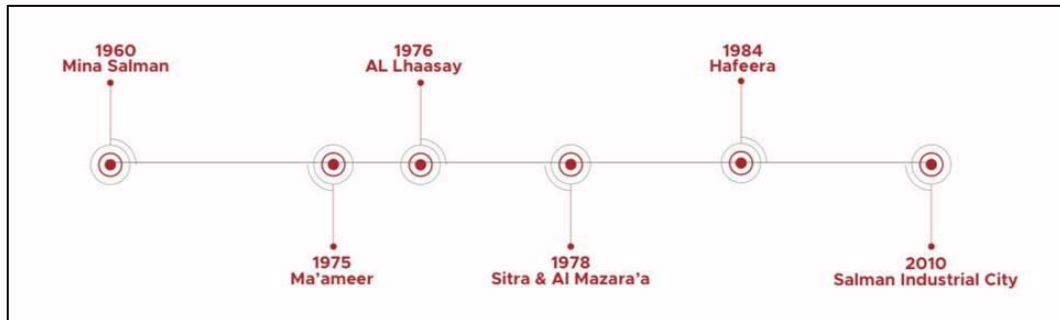 1960
Mina Salman
1976
AL Lhaasay
1984
Hafeera
1975
Ma'ameer
1978
Sitra & Al Mazara'a
2010
Salman Industrial City